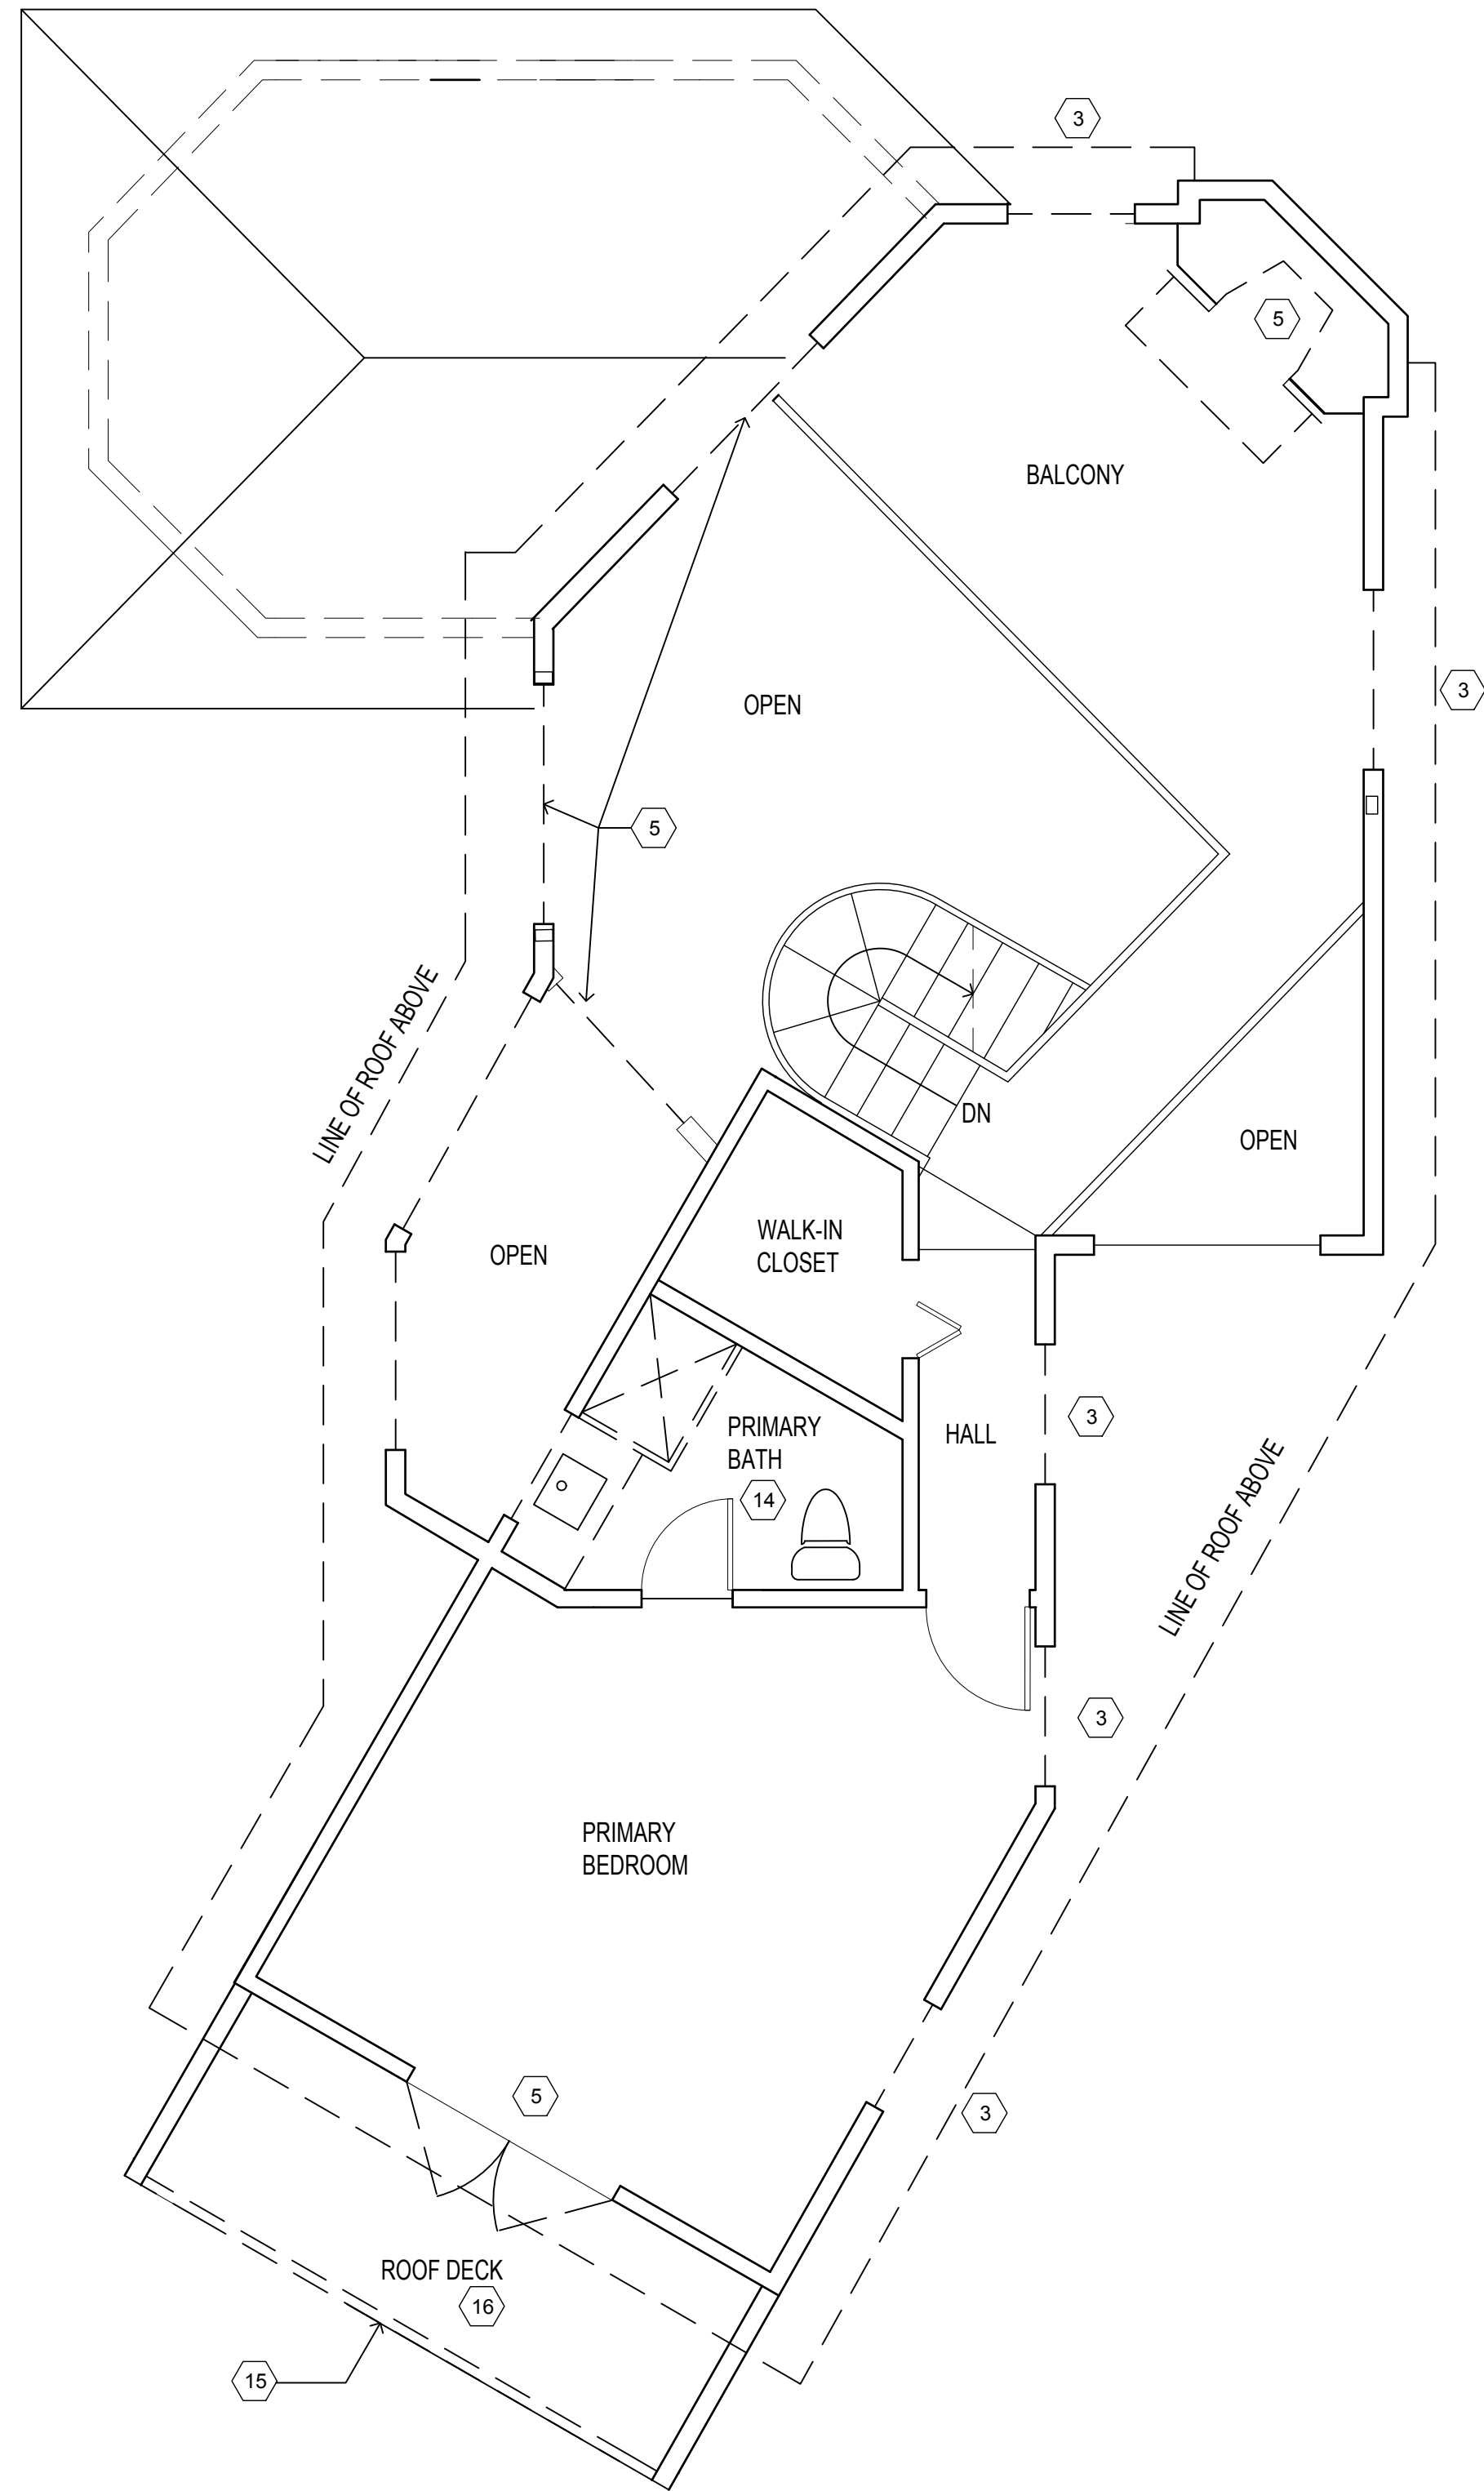 3
5
BALCONY
3
OPEN
5
LINE OF ROOF ABOVE
DN
OPEN
WALK-IN
CLOSET
OPEN
3
PRIMARY
BATH
HALL
14
LINE OF ROOF ABOVE
3
PRIMARY
BEDROOM
5
3
ROOF DECK
16
15